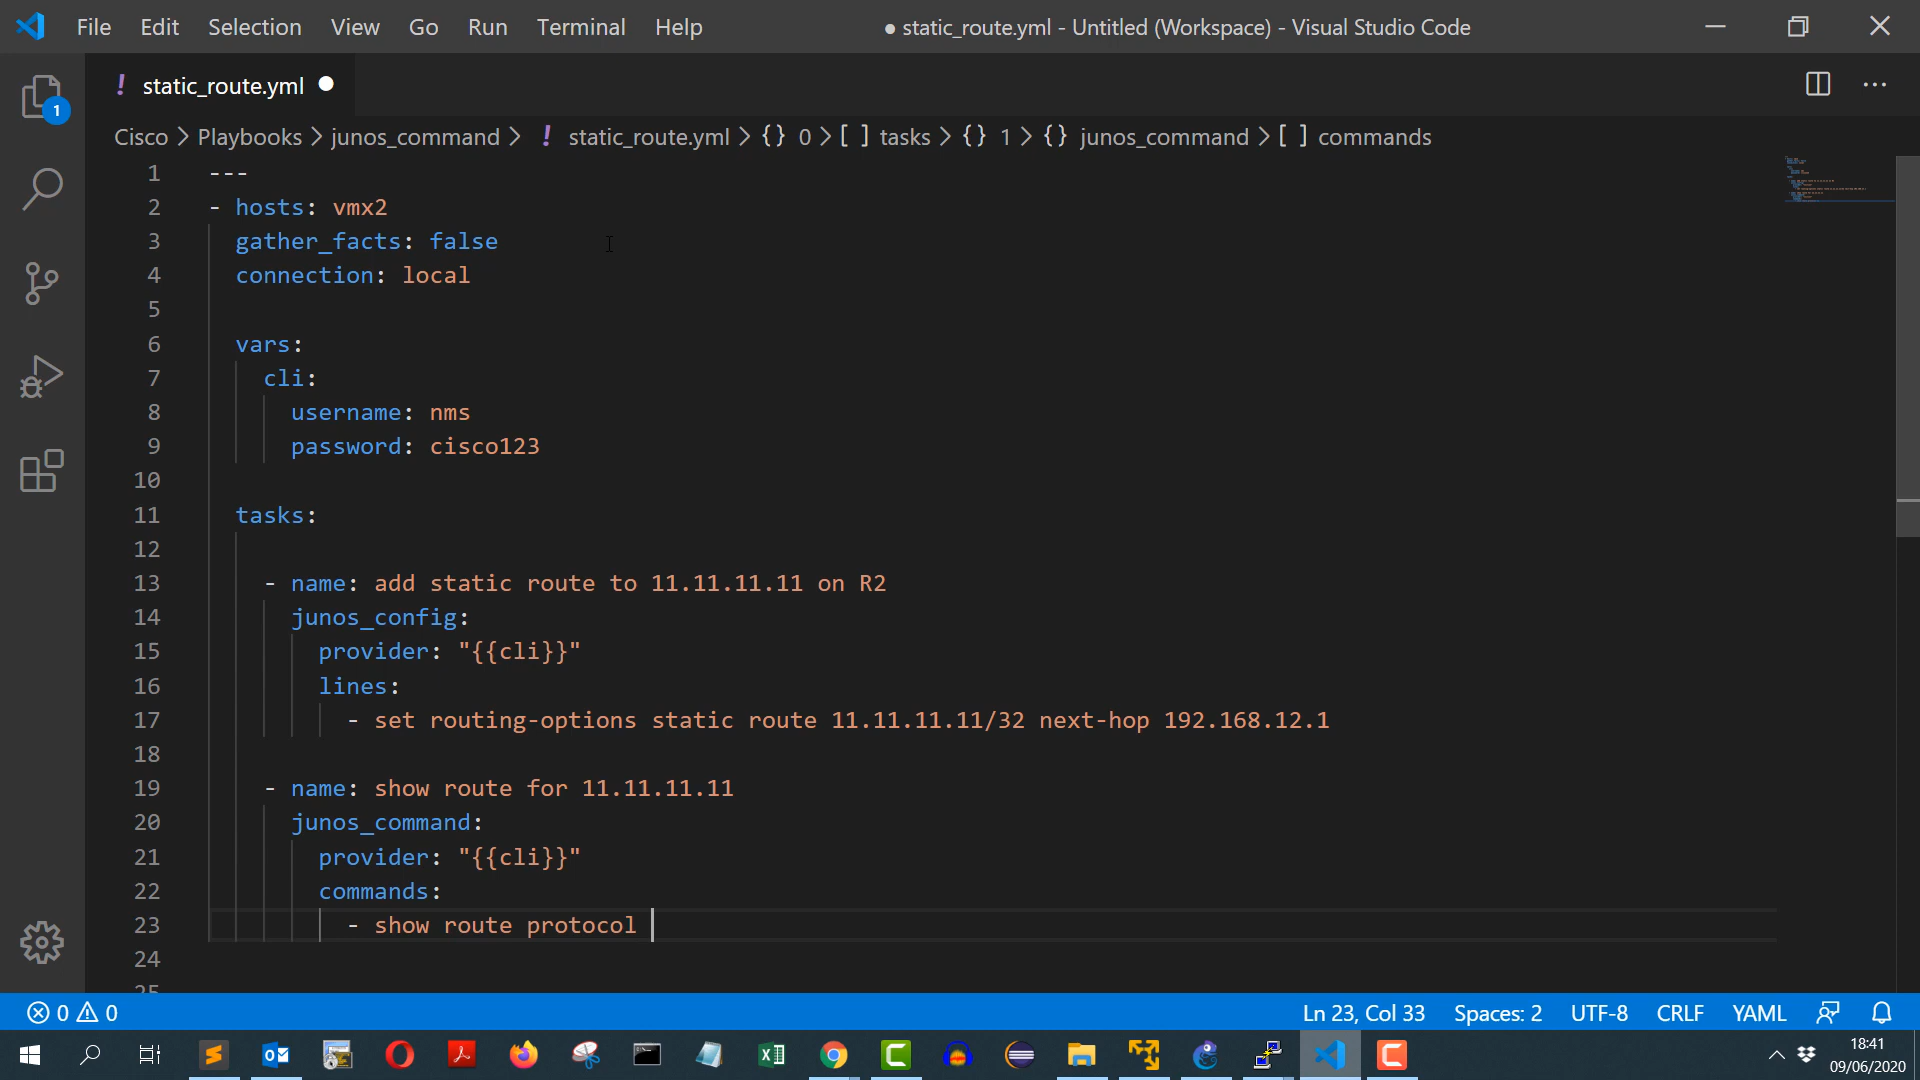 File Edit Selection View Go Run Terminal Help
● static_route.yml - Untitled (Workspace) - Visual Studio Code
1
! static_route.yml ●
Cisco > Playbooks > junos_command > ! static_route.yml > {} 0 > [ ] tasks > {} 1 > {} junos_command > [ ] commands
1 ---
2 - hosts: vmx2
3 gather_facts: false
4 connection: local
5
6 vars:
7 cli:
8 username: nms
9 password: cisco123
10
11 tasks:
12
13 - name: add static route to 11.11.11.11 on R2
14 junos_config:
15 provider: "{{cli}}"
16 lines:
17 - set routing-options static route 11.11.11.11/32 next-hop 192.168.12.1
18
19 - name: show route for 11.11.11.11
20 junos_command:
21 provider: "{{cli}}"
22 commands:
23 - show route protocol
24
25
0 0 Ln 23, Col 33 Spaces: 2 UTF-8 CRLF YAML
18:41
09/06/2020